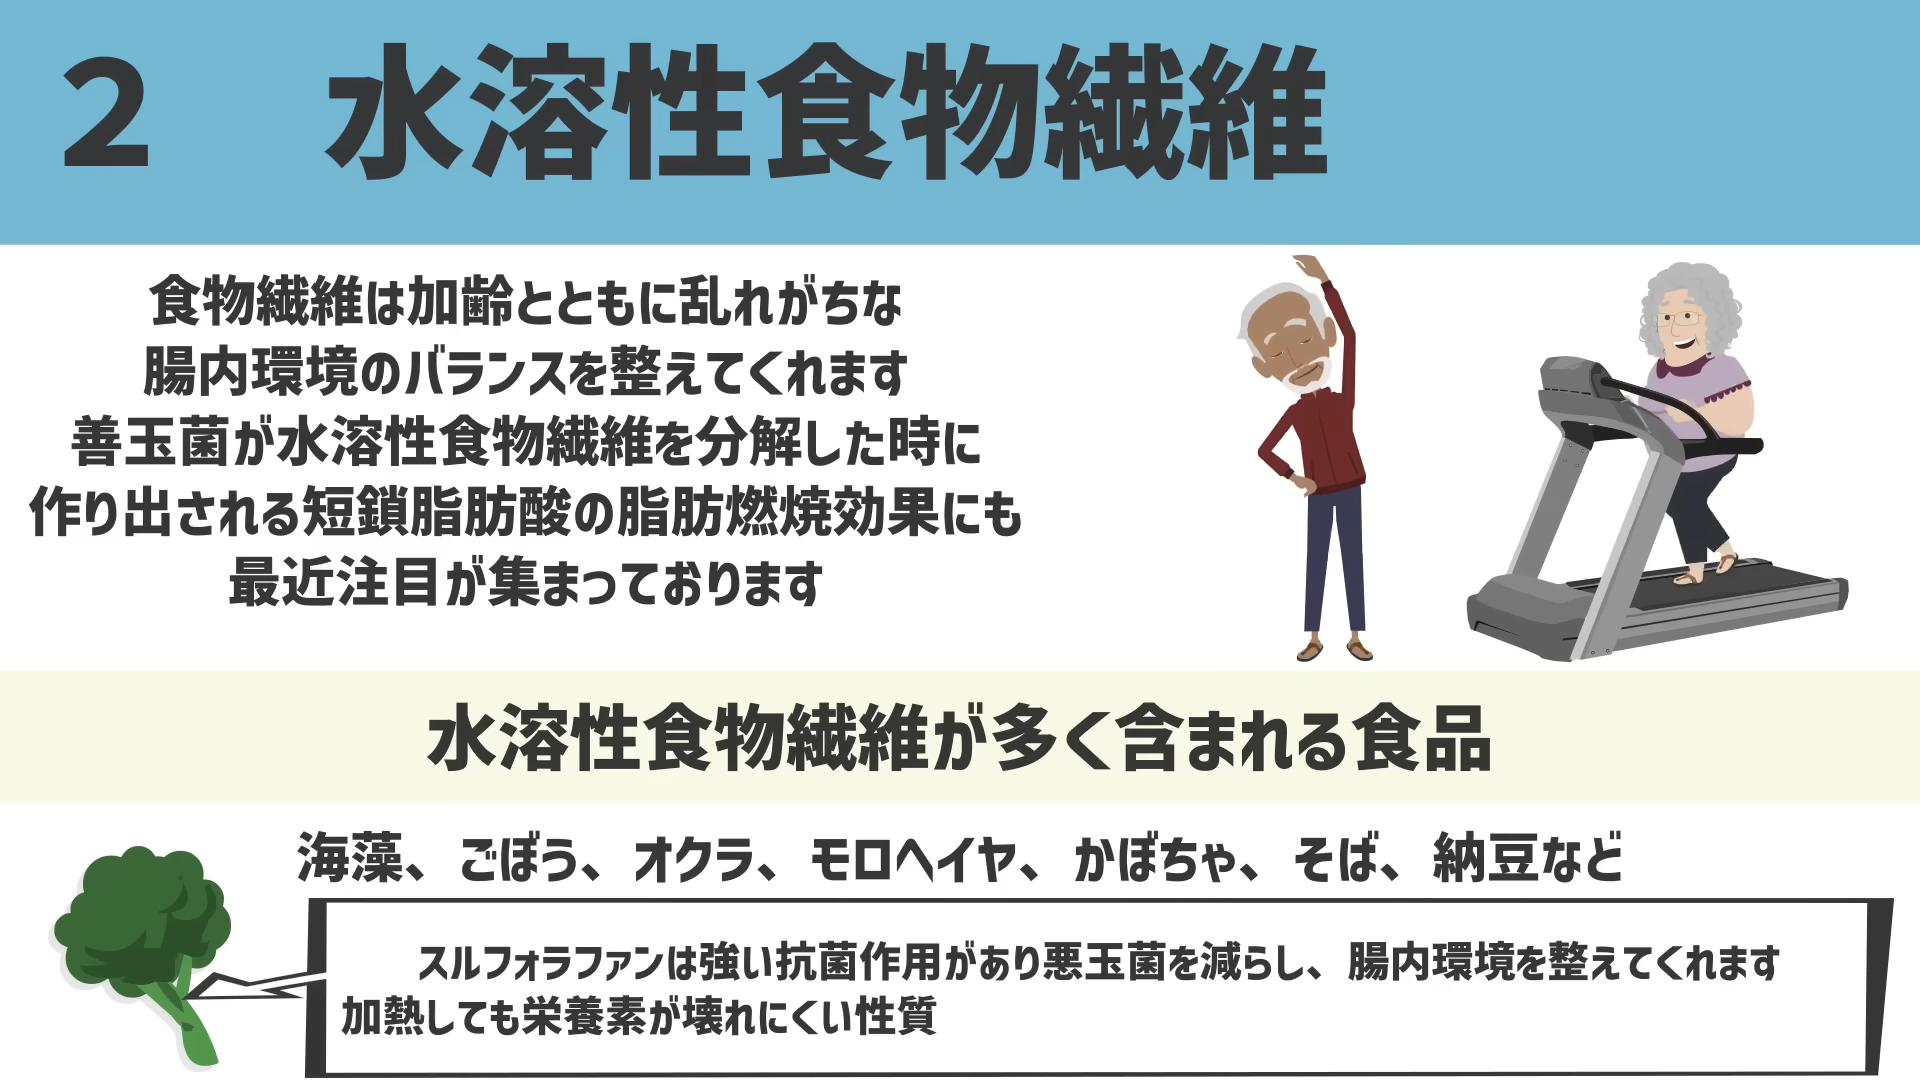 2 水溶性食物繊維
食物繊維は加齢とともに乱れがちな
腸内環境のバランスを整えてくれます
善玉菌が水溶性食物繊維を分解した時に
作り出される短鎖脂肪酸の脂肪燃焼効果にも
最近注目が集まっております
水溶性食物繊維が多く含まれる食品
海藻、ごぼう、オクラ、モロヘイヤ、かぼちゃ、そば、納豆など
スルフォラファンは強い抗菌作用があり悪玉菌を減らし、腸内環境を整えてくれます
加熱しても栄養素が壊れにくい性質